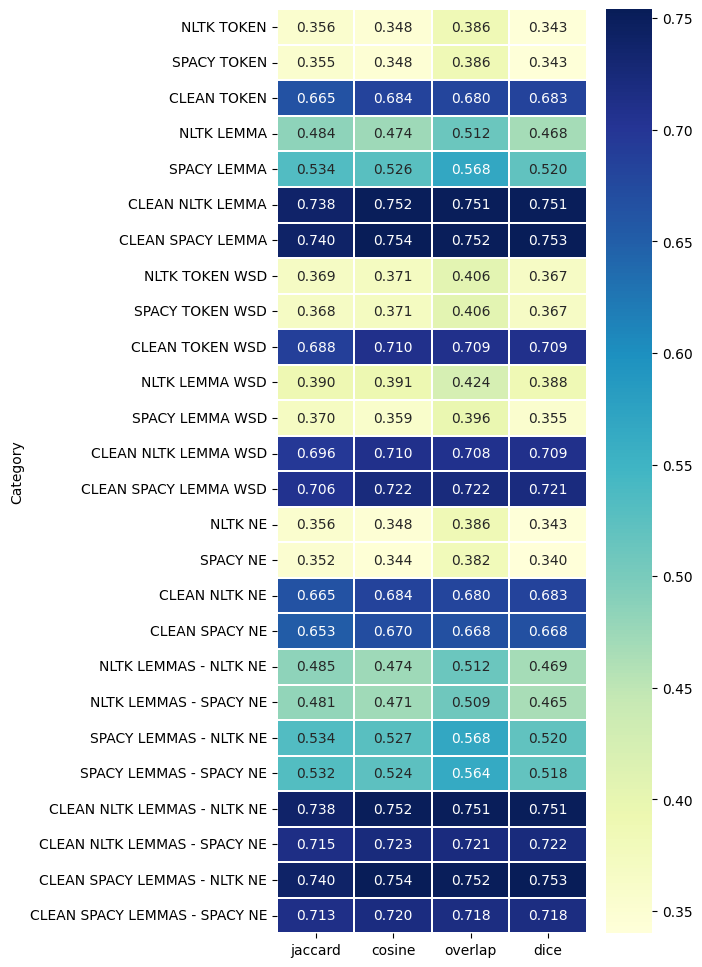 NLTK TOKEN 0.356 0.348 0.386 0.343
SPACY TOKEN 0.355 0.348 0.386 0.343
CLEAN TOKEN 0.665 0.684 0.680 0.683
NLTK LEMMA 0.484 0.474 0.512 0.468
SPACY LEMMA 0.534 0.526 0.568 0.520
CLEAN NLTK LEMMA 0.738 0.752 0.751 0.751
CLEAN SPACY LEMMA 0.740 0.754 0.752 0.753
NLTK TOKEN WSD 0.369 0.371 0.406 0.367
SPACY TOKEN WSD 0.368 0.371 0.406 0.367
CLEAN TOKEN WSD 0.688 0.710 0.709 0.709
NLTK LEMMA WSD 0.390 0.391 0.424 0.388
SPACY LEMMA WSD 0.370 0.359 0.396 0.355
CLEAN NLTK LEMMA WSD 0.696 0.710 0.708 0.709
CLEAN SPACY LEMMA WSD 0.706 0.722 0.722 0.721
NLTK NE 0.356 0.348 0.386 0.343
SPACY NE 0.352 0.344 0.382 0.340
CLEAN NLTK NE 0.665 0.684 0.680 0.683
CLEAN SPACY NE 0.653 0.670 0.668 0.668
NLTK LEMMAS - NLTK NE 0.485 0.474 0.512 0.469
NLTK LEMMAS - SPACY NE 0.481 0.471 0.509 0.465
SPACY LEMMAS - NLTK NE 0.534 0.527 0.568 0.520
SPACY LEMMAS - SPACY NE 0.532 0.524 0.564 0.518
CLEAN NLTK LEMMAS - NLTK NE 0.738 0.752 0.751 0.751
CLEAN NLTK LEMMAS - SPACY NE 0.715 0.723 0.721 0.722
CLEAN SPACY LEMMAS - NLTK NE 0.740 0.754 0.752 0.753
CLEAN SPACY LEMMAS - SPACY NE 0.713 0.720 0.718 0.718
jaccard cosine overlap dice
Category
0.75
0.70
0.65
0.60
0.55
0.50
0.45
0.40
0.35